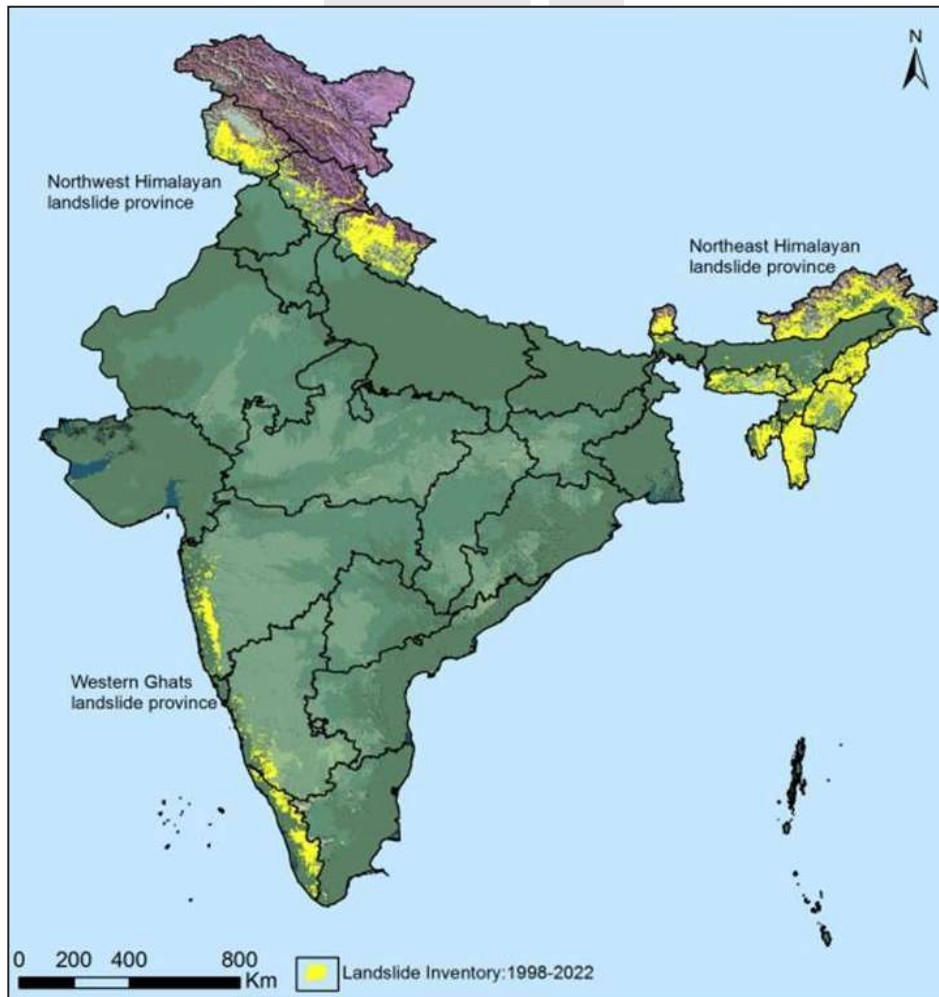 N
Northwest Himalayan
landslide province
Northeast Himalayan
landslide province
Western Ghats
landslide province
0 200 400 800
Km
Landslide Inventory:1998-2022